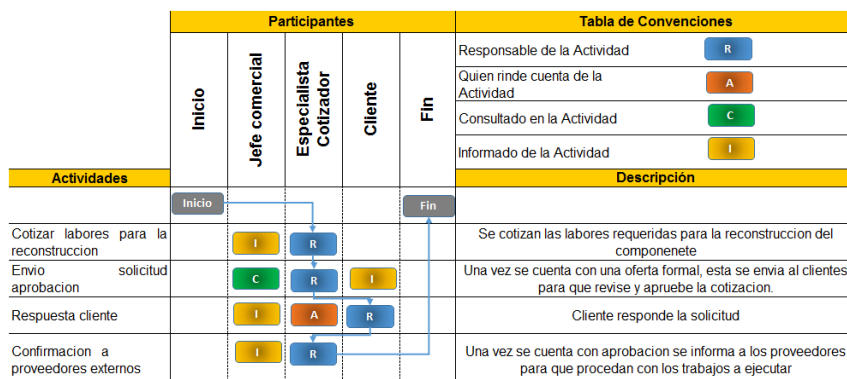 Participantes
Tabla de Convenciones
Inicio
Jefe comercial
Especialista
Cotizador
Cliente
Fin
Responsable de la Actividad
R
Quien rinde cuenta de la
Actividad
A
Consultado en la Actividad
C
Informado de la Actividad
I
Actividades
Descripción
Inicio
Fin
Cotizar labores para la
reconstruccion
I
R
Se cotizan las labores requeridas para la reconstruccion del
componenete
Envio solicitud
aprobacion
C
R
I
Una vez se cuenta con una oferta formal, esta se envia al clientes
para que revise y apruebe la cotizacion.
Respuesta cliente
I
A
R
Cliente responde la solicitud
Confirmacion a
proveedores externos
I
R
Una vez se cuenta con aprobacion se informa a los proveedores
para que procedan con los trabajos a ejecutar